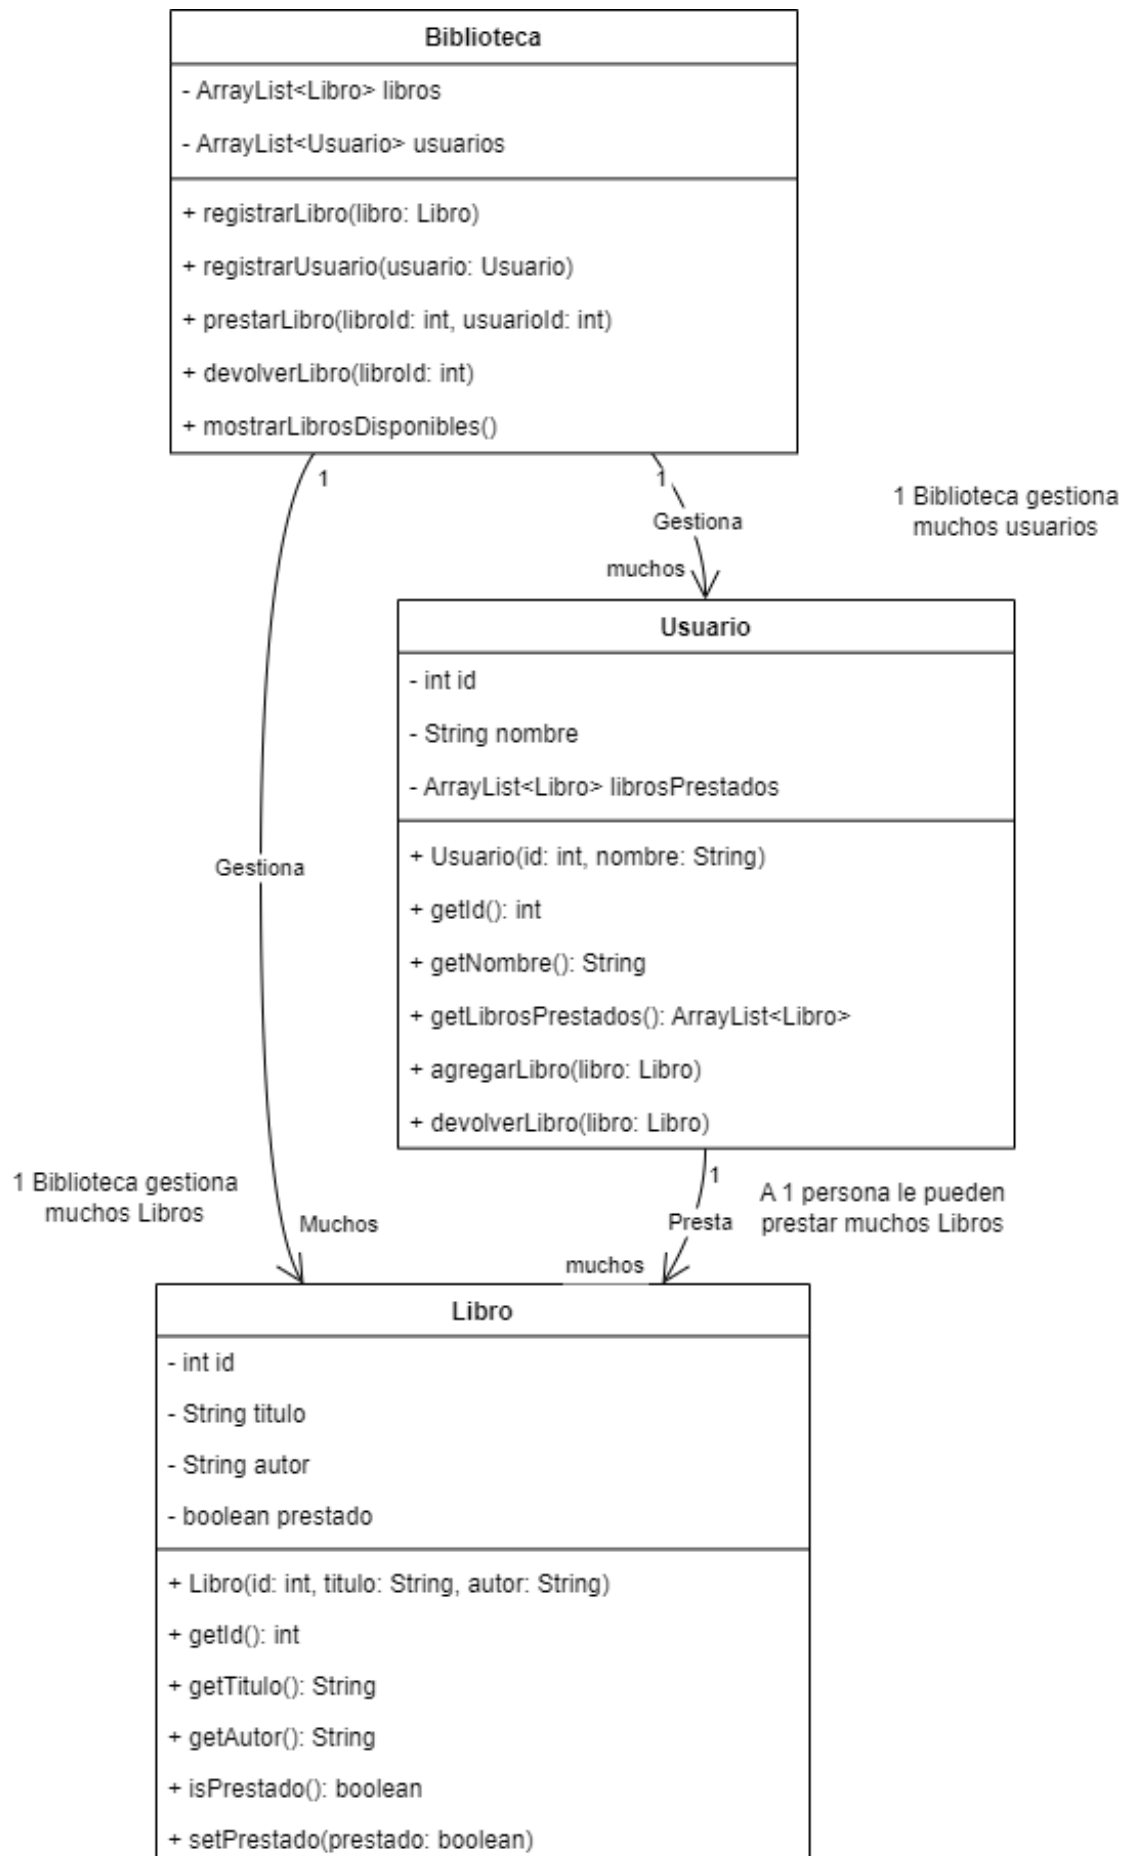 Biblioteca
- ArrayList<Libro> libros
- ArrayList<Usuario> usuarios
+ registrarLibro(libro: Libro)
+ registrarUsuario(usuario: Usuario)
+ prestarLibro(libroId: int, usuarioId: int)
+ devolverLibro(libroId: int)
+ mostrarLibrosDisponibles()
1
1
1 Biblioteca gestiona
muchos usuarios
Gestiona
muchos
Usuario
- int id
- String nombre
- ArrayList<Libro> librosPrestados
+ Usuario(id: int, nombre: String)
+ getId(): int
+ getNombre(): String
+ getLibrosPrestados(): ArrayList<Libro>
+ agregarLibro(libro: Libro)
+ devolverLibro(libro: Libro)
Gestiona
1 Biblioteca gestiona
muchos Libros
Muchos
1
Presta
A 1 persona le pueden
prestar muchos Libros
muchos
Libro
- int id
- String titulo
- String autor
- boolean prestado
+ Libro(id: int, titulo: String, autor: String)
+ getId(): int
+ getTitulo(): String
+ getAutor(): String
+ isPrestado(): boolean
+ setPrestado(prestado: boolean)